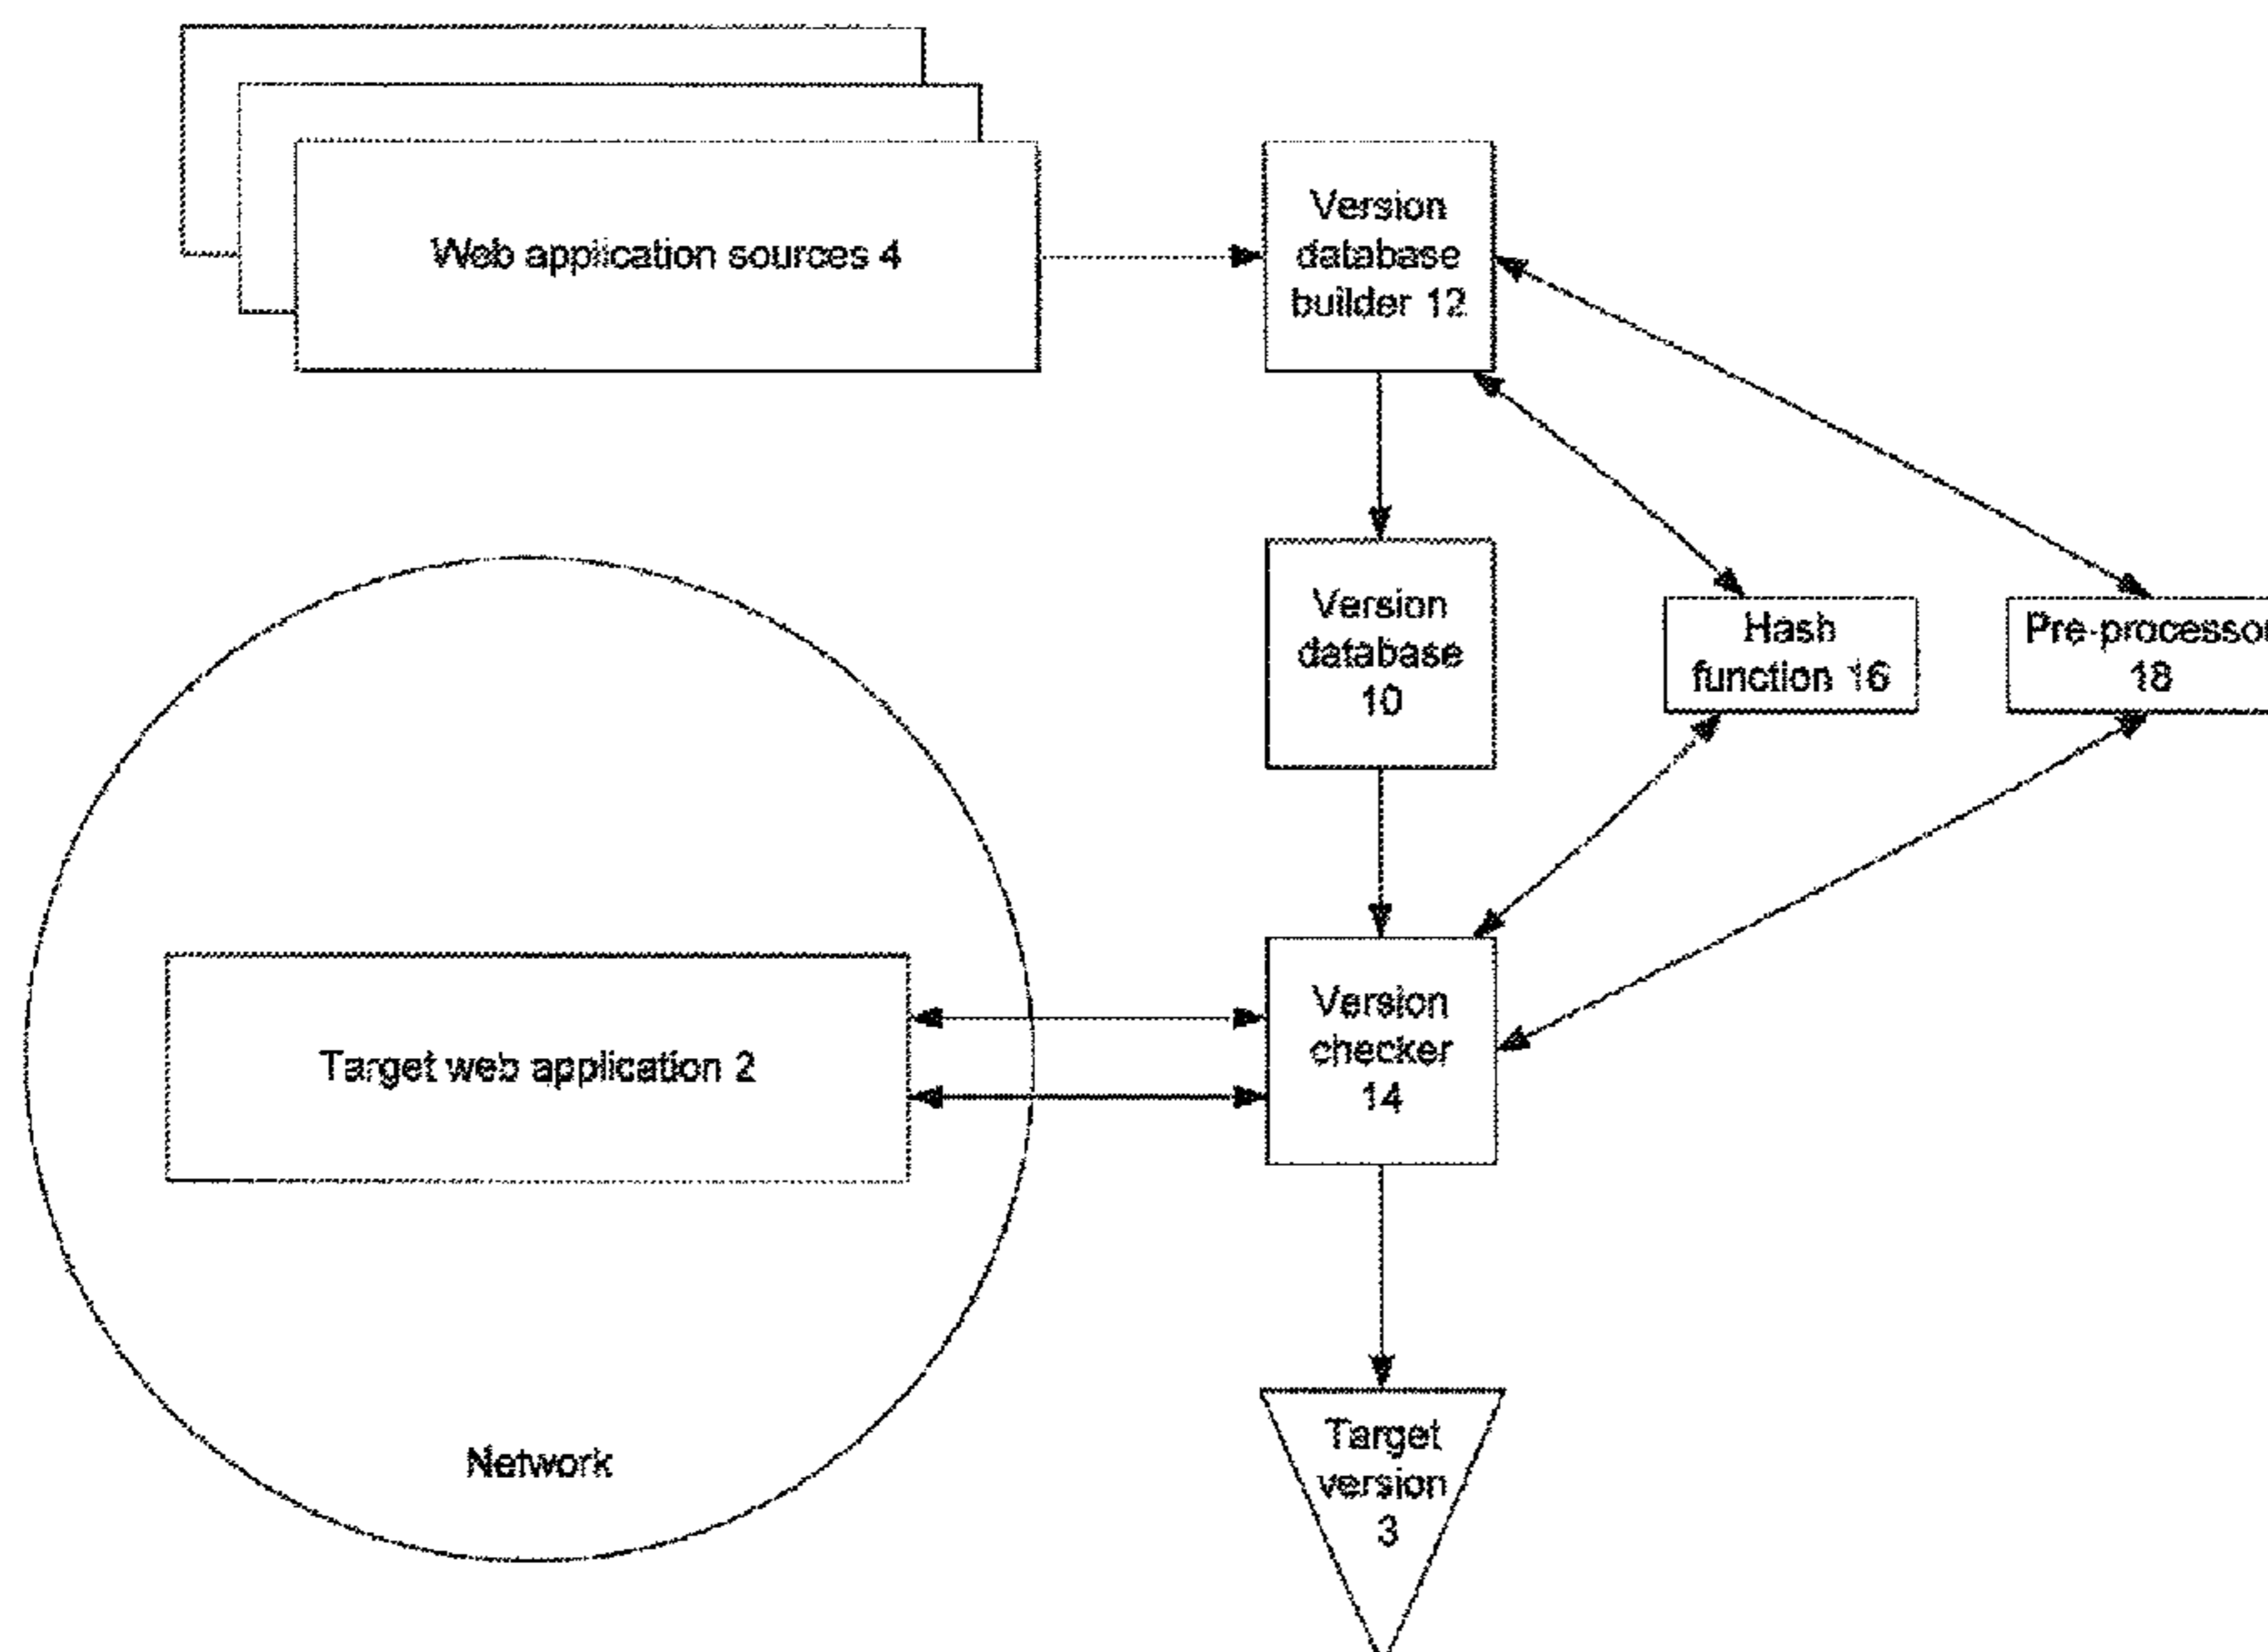 Web application sources 4
Version
database
builder 12
Version
database
10
Hash
function 16
Pre-processor
18
Target web application 2
Version
checker
14
Network
Target
version
3